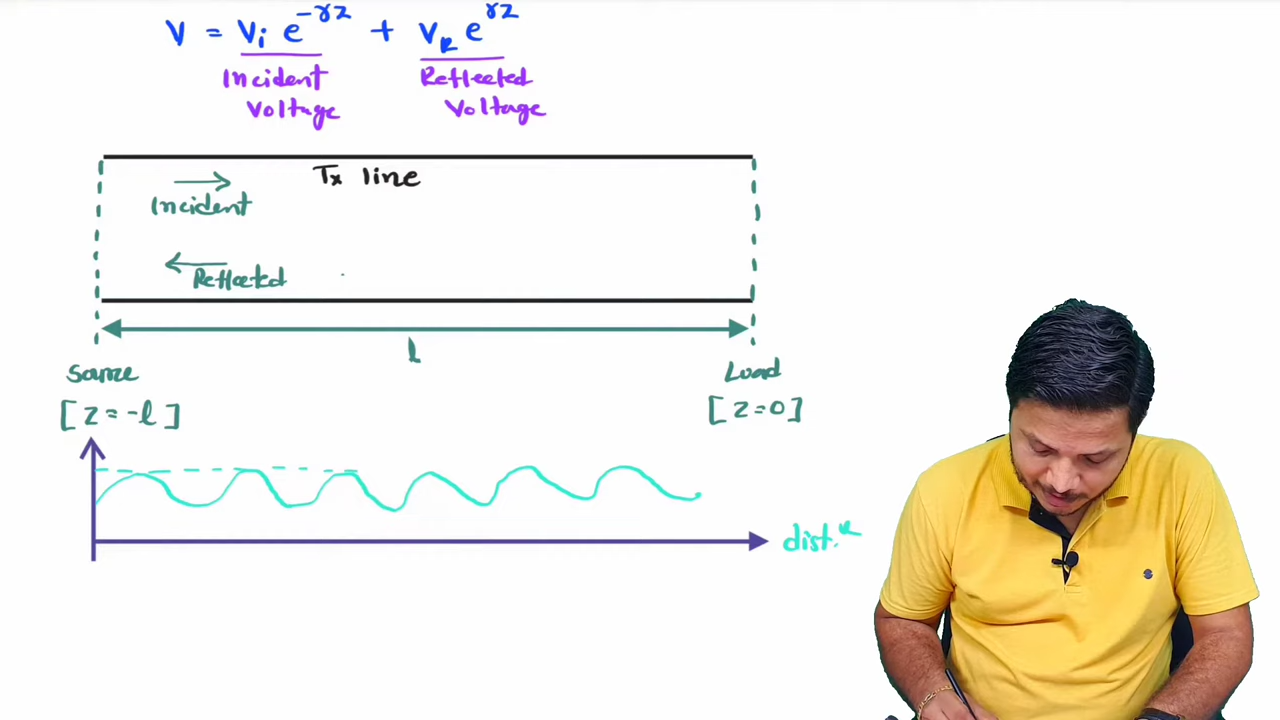 V = Vi e^-γz + VR e^γz
Incident Voltage
Reflected Voltage
Tx line
Incident
Reflected
l
Source
[z=-l]
Load
[z=0]
dist.